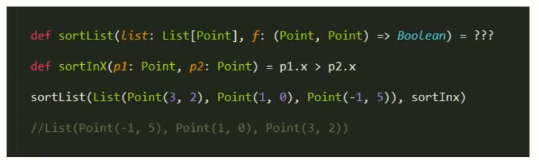 def sortList(list: List[Point], f: (Point, Point) => Boolean) = ???
def sortInX(p1: Point, p2: Point) = p1.x > p2.x
sortList(List(Point(3, 2), Point(1, 0), Point(-1, 5)), sortInx)
//List(Point(-1, 5), Point(1, 0), Point(3, 2))